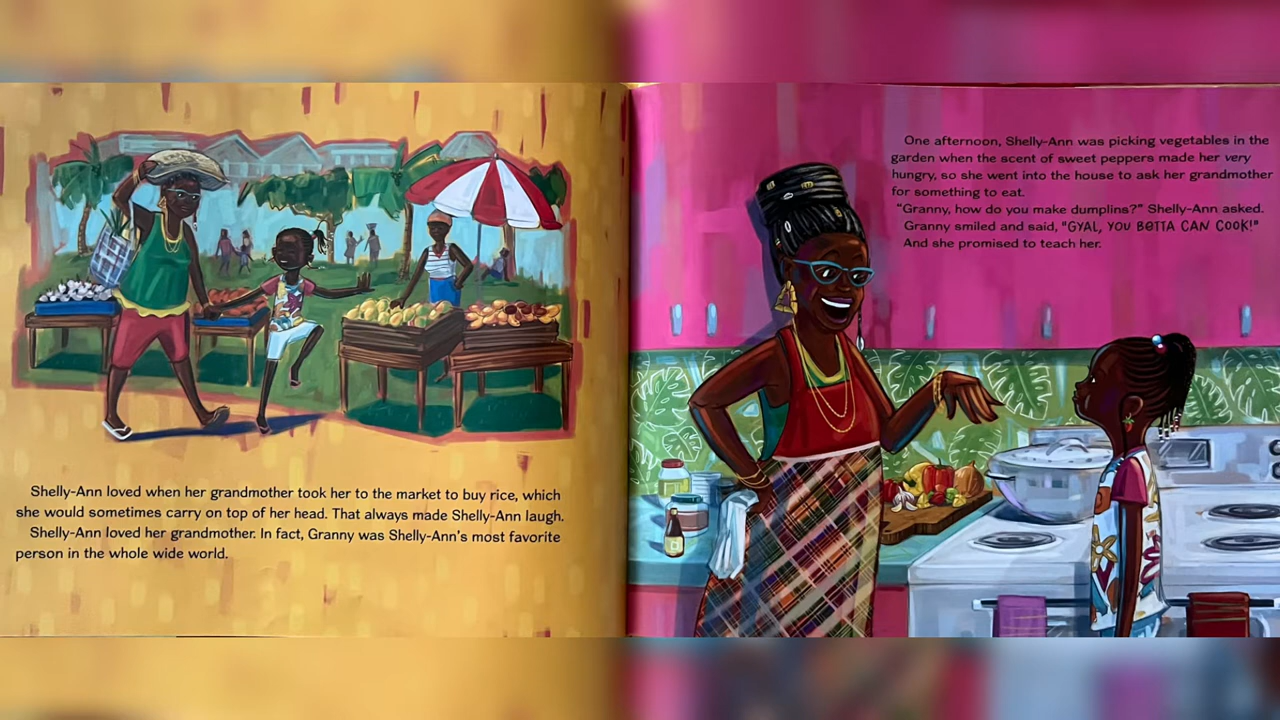 Shelly-Ann loved when her grandmother took her to the market to buy rice, which
she would sometimes carry on top of her head. That always made Shelly-Ann laugh.
Shelly-Ann loved her grandmother. In fact, Granny was Shelly-Ann's most favorite
person in the whole wide world.
One afternoon, Shelly-Ann was picking vegetables in the
garden when the scent of sweet peppers made her very
hungry, so she went into the house to ask her grandmother
for something to eat.
"Granny, how do you make dumplins?" Shelly-Ann asked.
Granny smiled and said, "GYAL, YOU BETTA CAN COOK!"
And she promised to teach her.